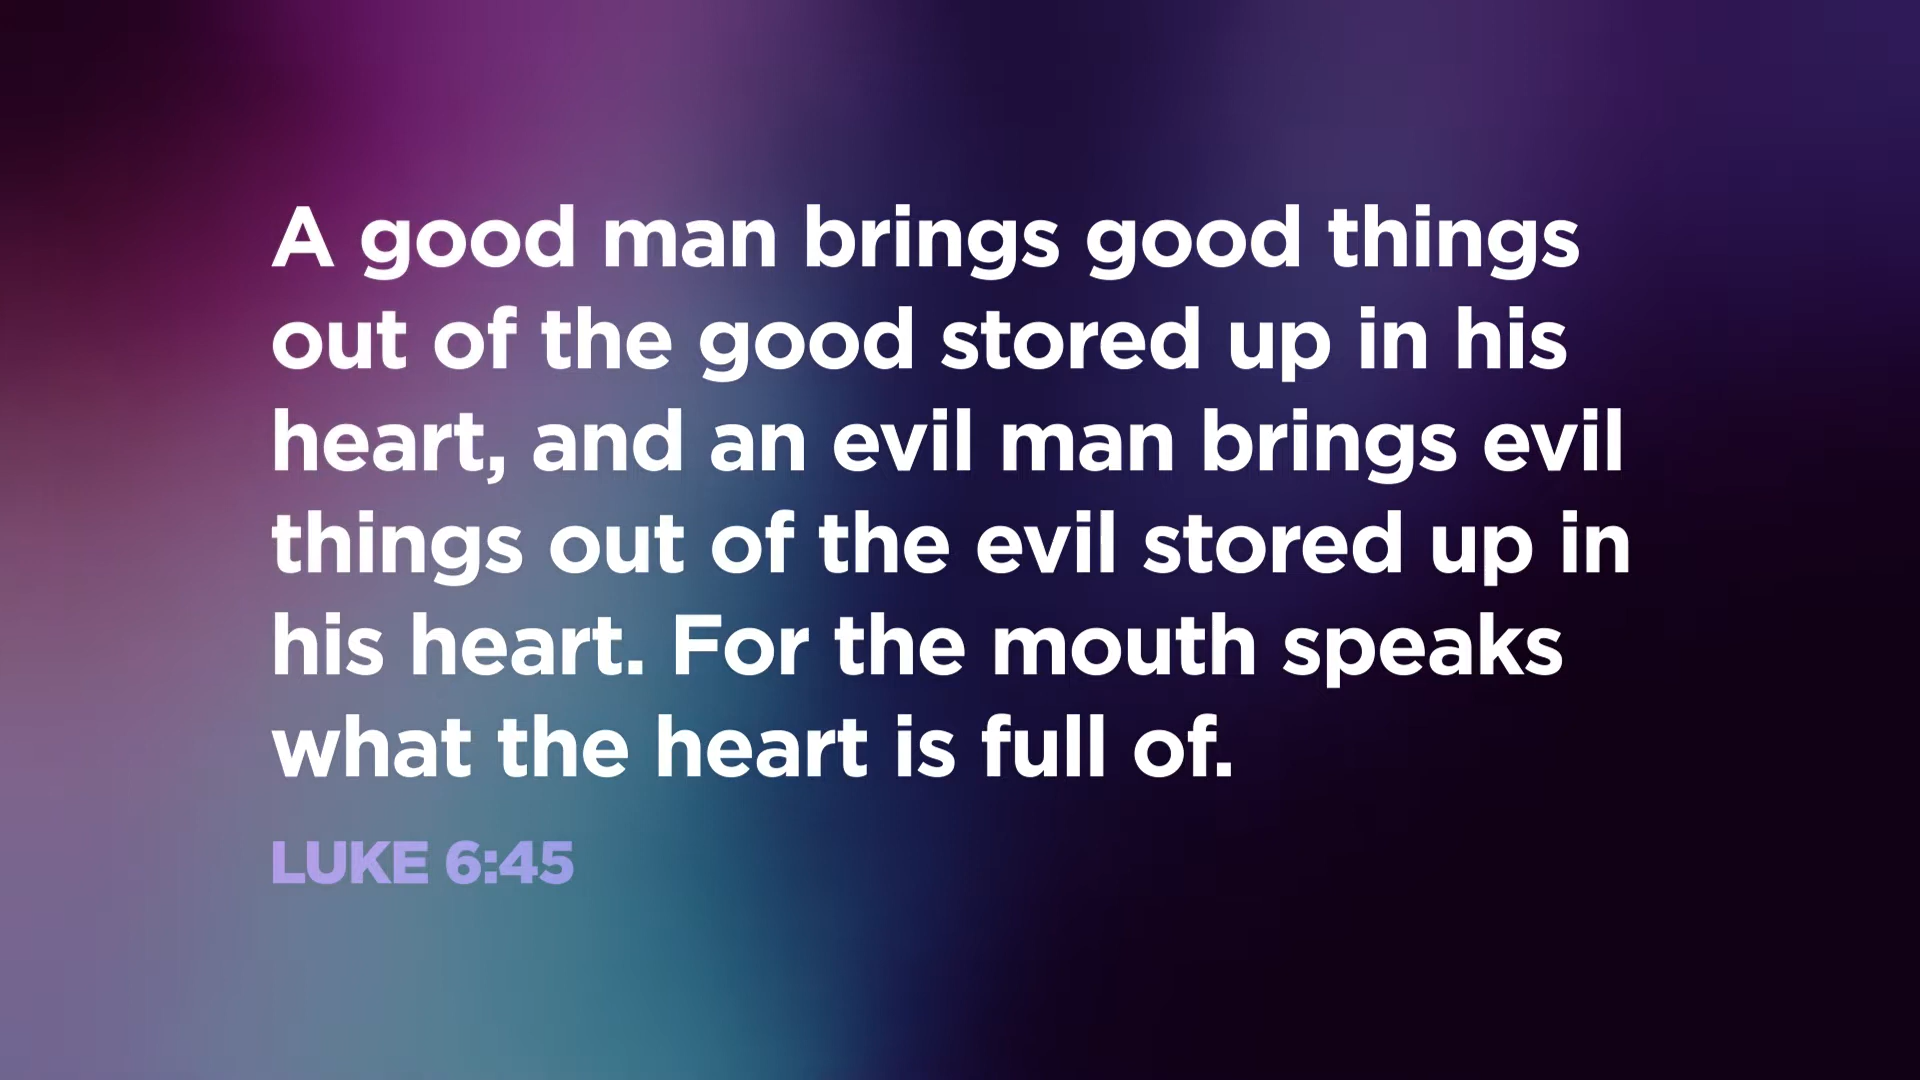 A good man brings good things
out of the good stored up in his
heart, and an evil man brings evil
things out of the evil stored up in
his heart. For the mouth speaks
what the heart is full of.
LUKE 6:45